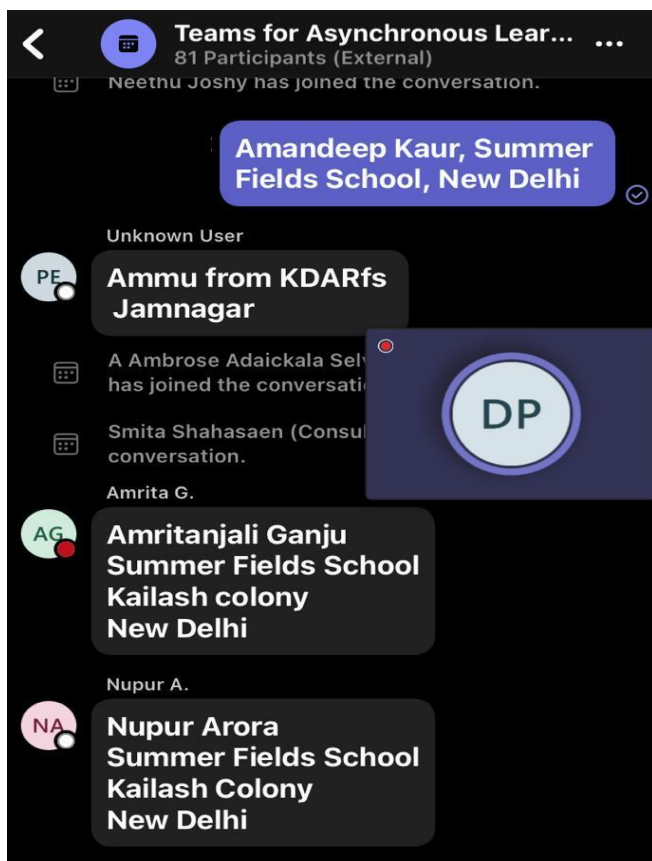 Teams for Asynchronous Lear...
81 Participants (External)
Neethu Joshy has joined the conversation.
Amandeep Kaur, Summer
Fields School, New Delhi
Unknown User
PE
Ammu from KDARfs
Jamnagar
A Ambrose Adaickala Sel
has joined the conversati
DP
Smita Shahasaen (Consul
conversation.
Amrita G.
AG
Amritanjali Ganju
Summer Fields School
Kailash colony
New Delhi
Nupur A.
NA
Nupur Arora
Summer Fields School
Kailash Colony
New Delhi